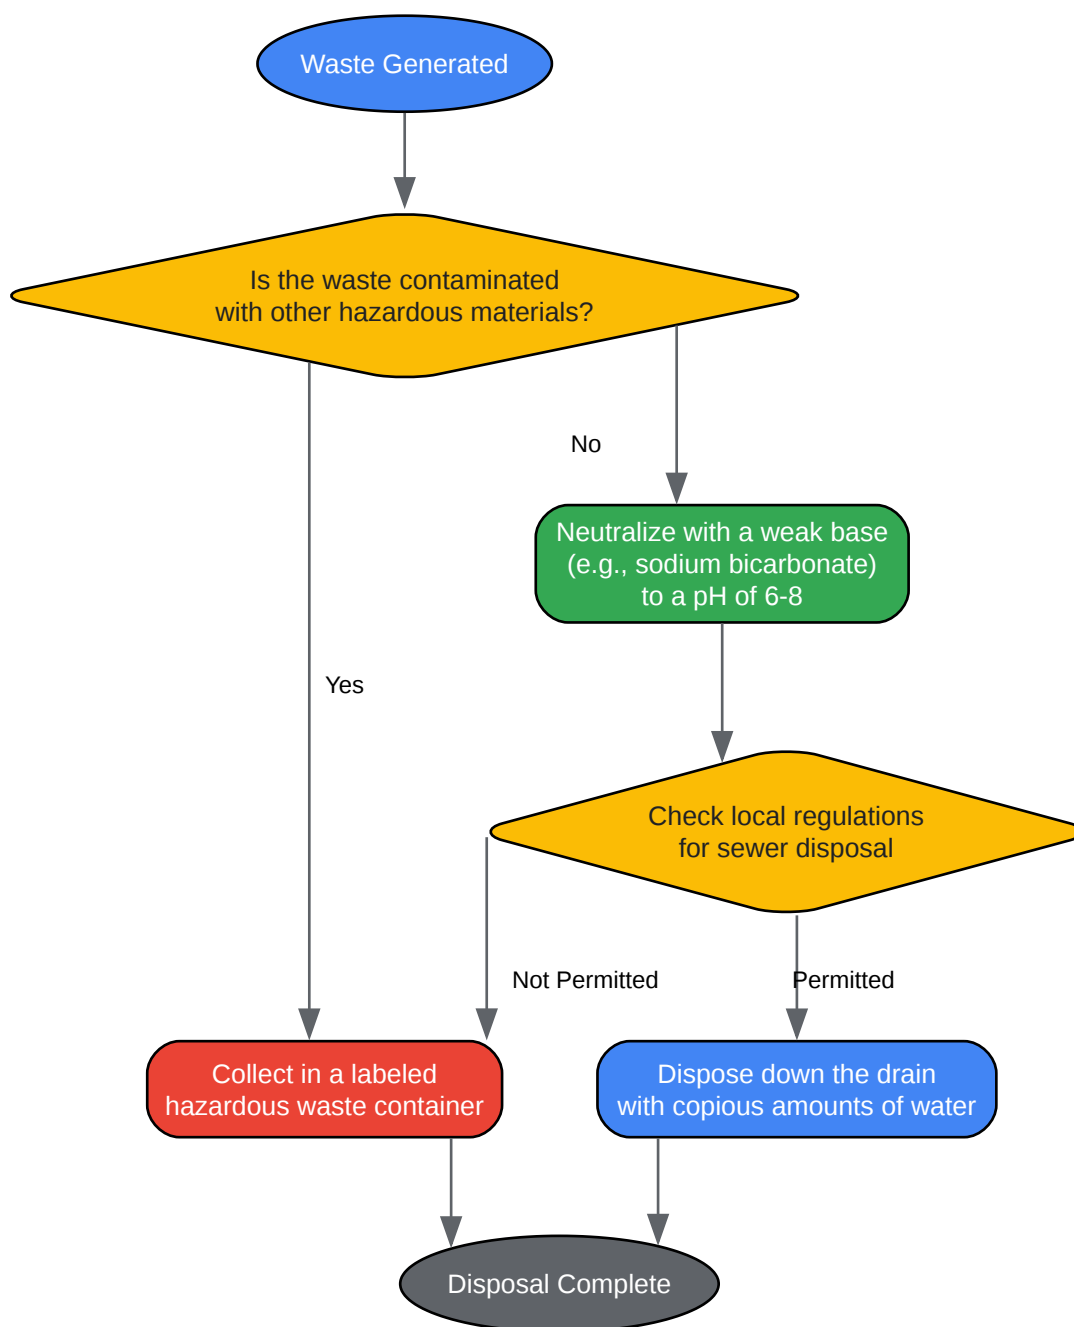 Waste Generated
Is the waste contaminated
with other hazardous materials?
No
Neutralize with a weak base
(e.g., sodium bicarbonate)
to a pH of 6-8
Yes
Check local regulations
for sewer disposal
Not Permitted
Permitted
Collect in a labeled
hazardous waste container
Dispose down the drain
with copious amounts of water
Disposal Complete